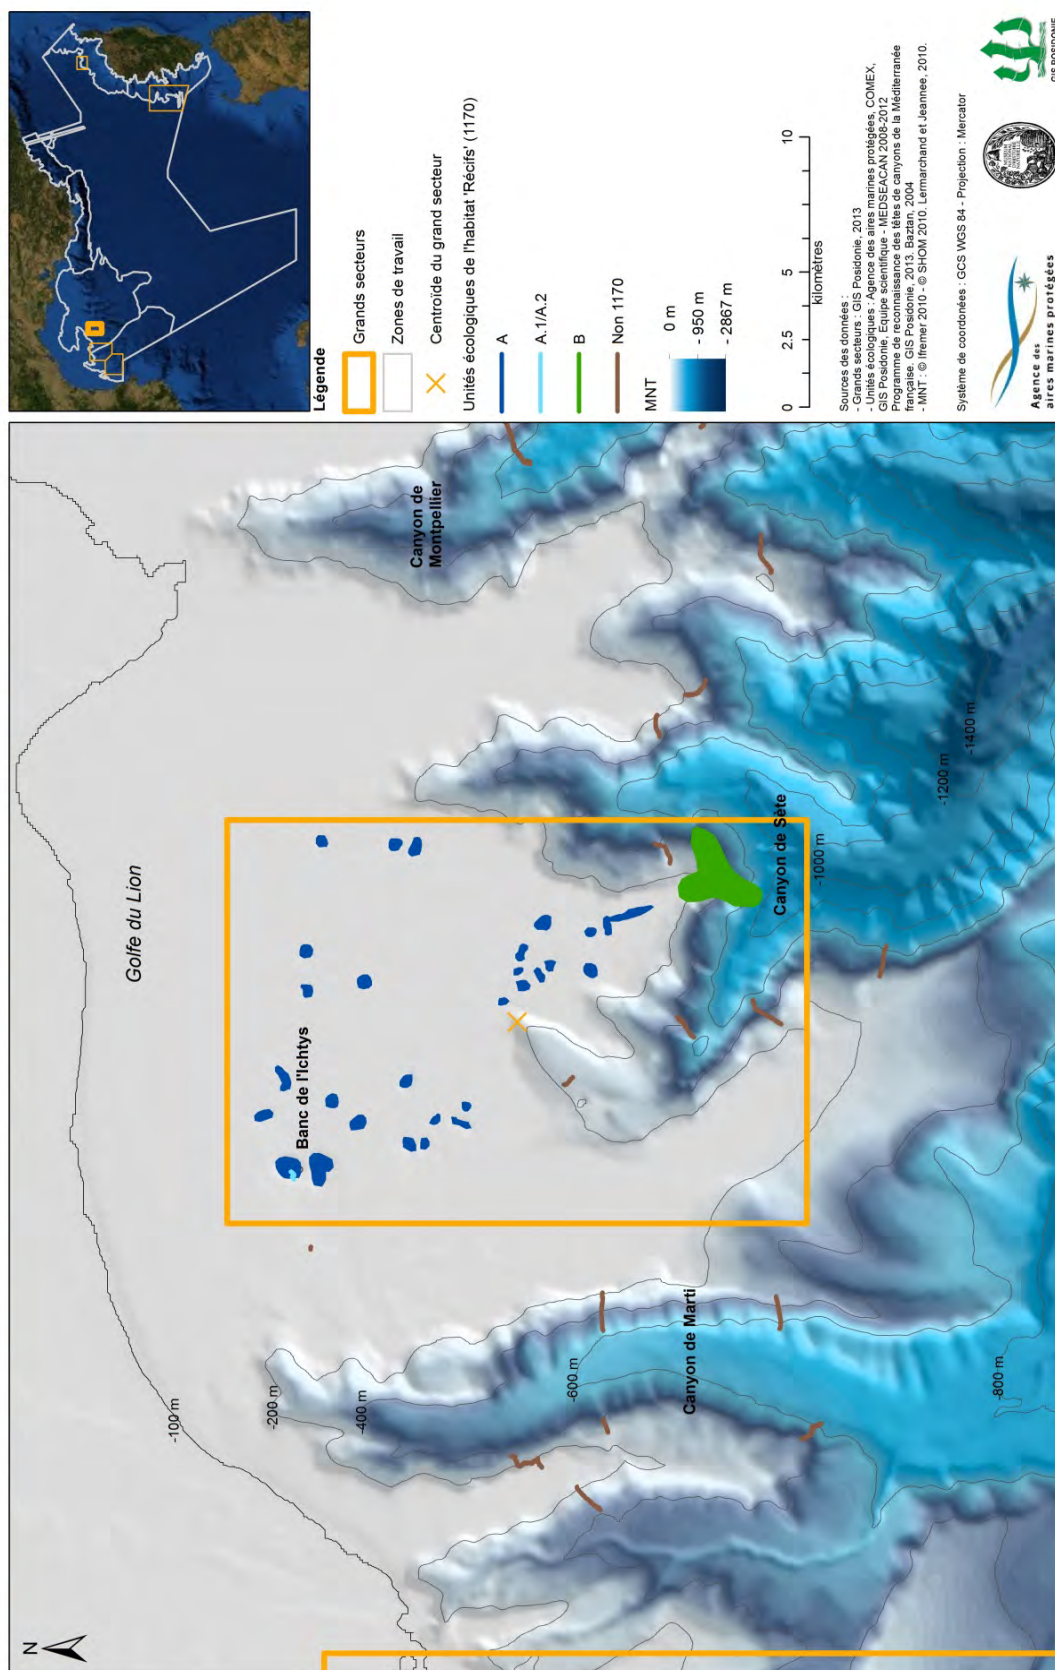 N
Golfe du Lion
-100 m
Banc de l'Ichtys
-200 m
-400 m
Canyon de
Montpellier
-600 m
Canyon de Marti
Canyon de Sète
-800 m
-1000 m
-1200 m
-1400 m
Légende
Grands secteurs
Zones de travail
Centroïde du grand secteur
Unités écologiques de l'habitat 'Récifs' (1170)
A
A.1/A.2
B
Non 1170
MNT
0 m
- 950 m
- 2867 m
0 2.5 5 10
kilomètres
Sources des données :
- Grands secteurs : GIS Posidonie, 2013
- Unités écologiques : Agence des aires marines protégées, COMEX,
GIS Posidonie, Equipe scientifique - MEDSEACAN 2008-2012
Programme de reconnaissance des têtes de canyons de la Méditerranée
française. GIS Posidonie, 2013. Baztan, 2004
- MNT : © Ifremer 2010 - © SHOM 2010. Lermarchand et Jeannee, 2010.
Système de coordonées : GCS WGS 84 - Projection : Mercator
Agence des
aires marines protégées
GIS POSIDONIE